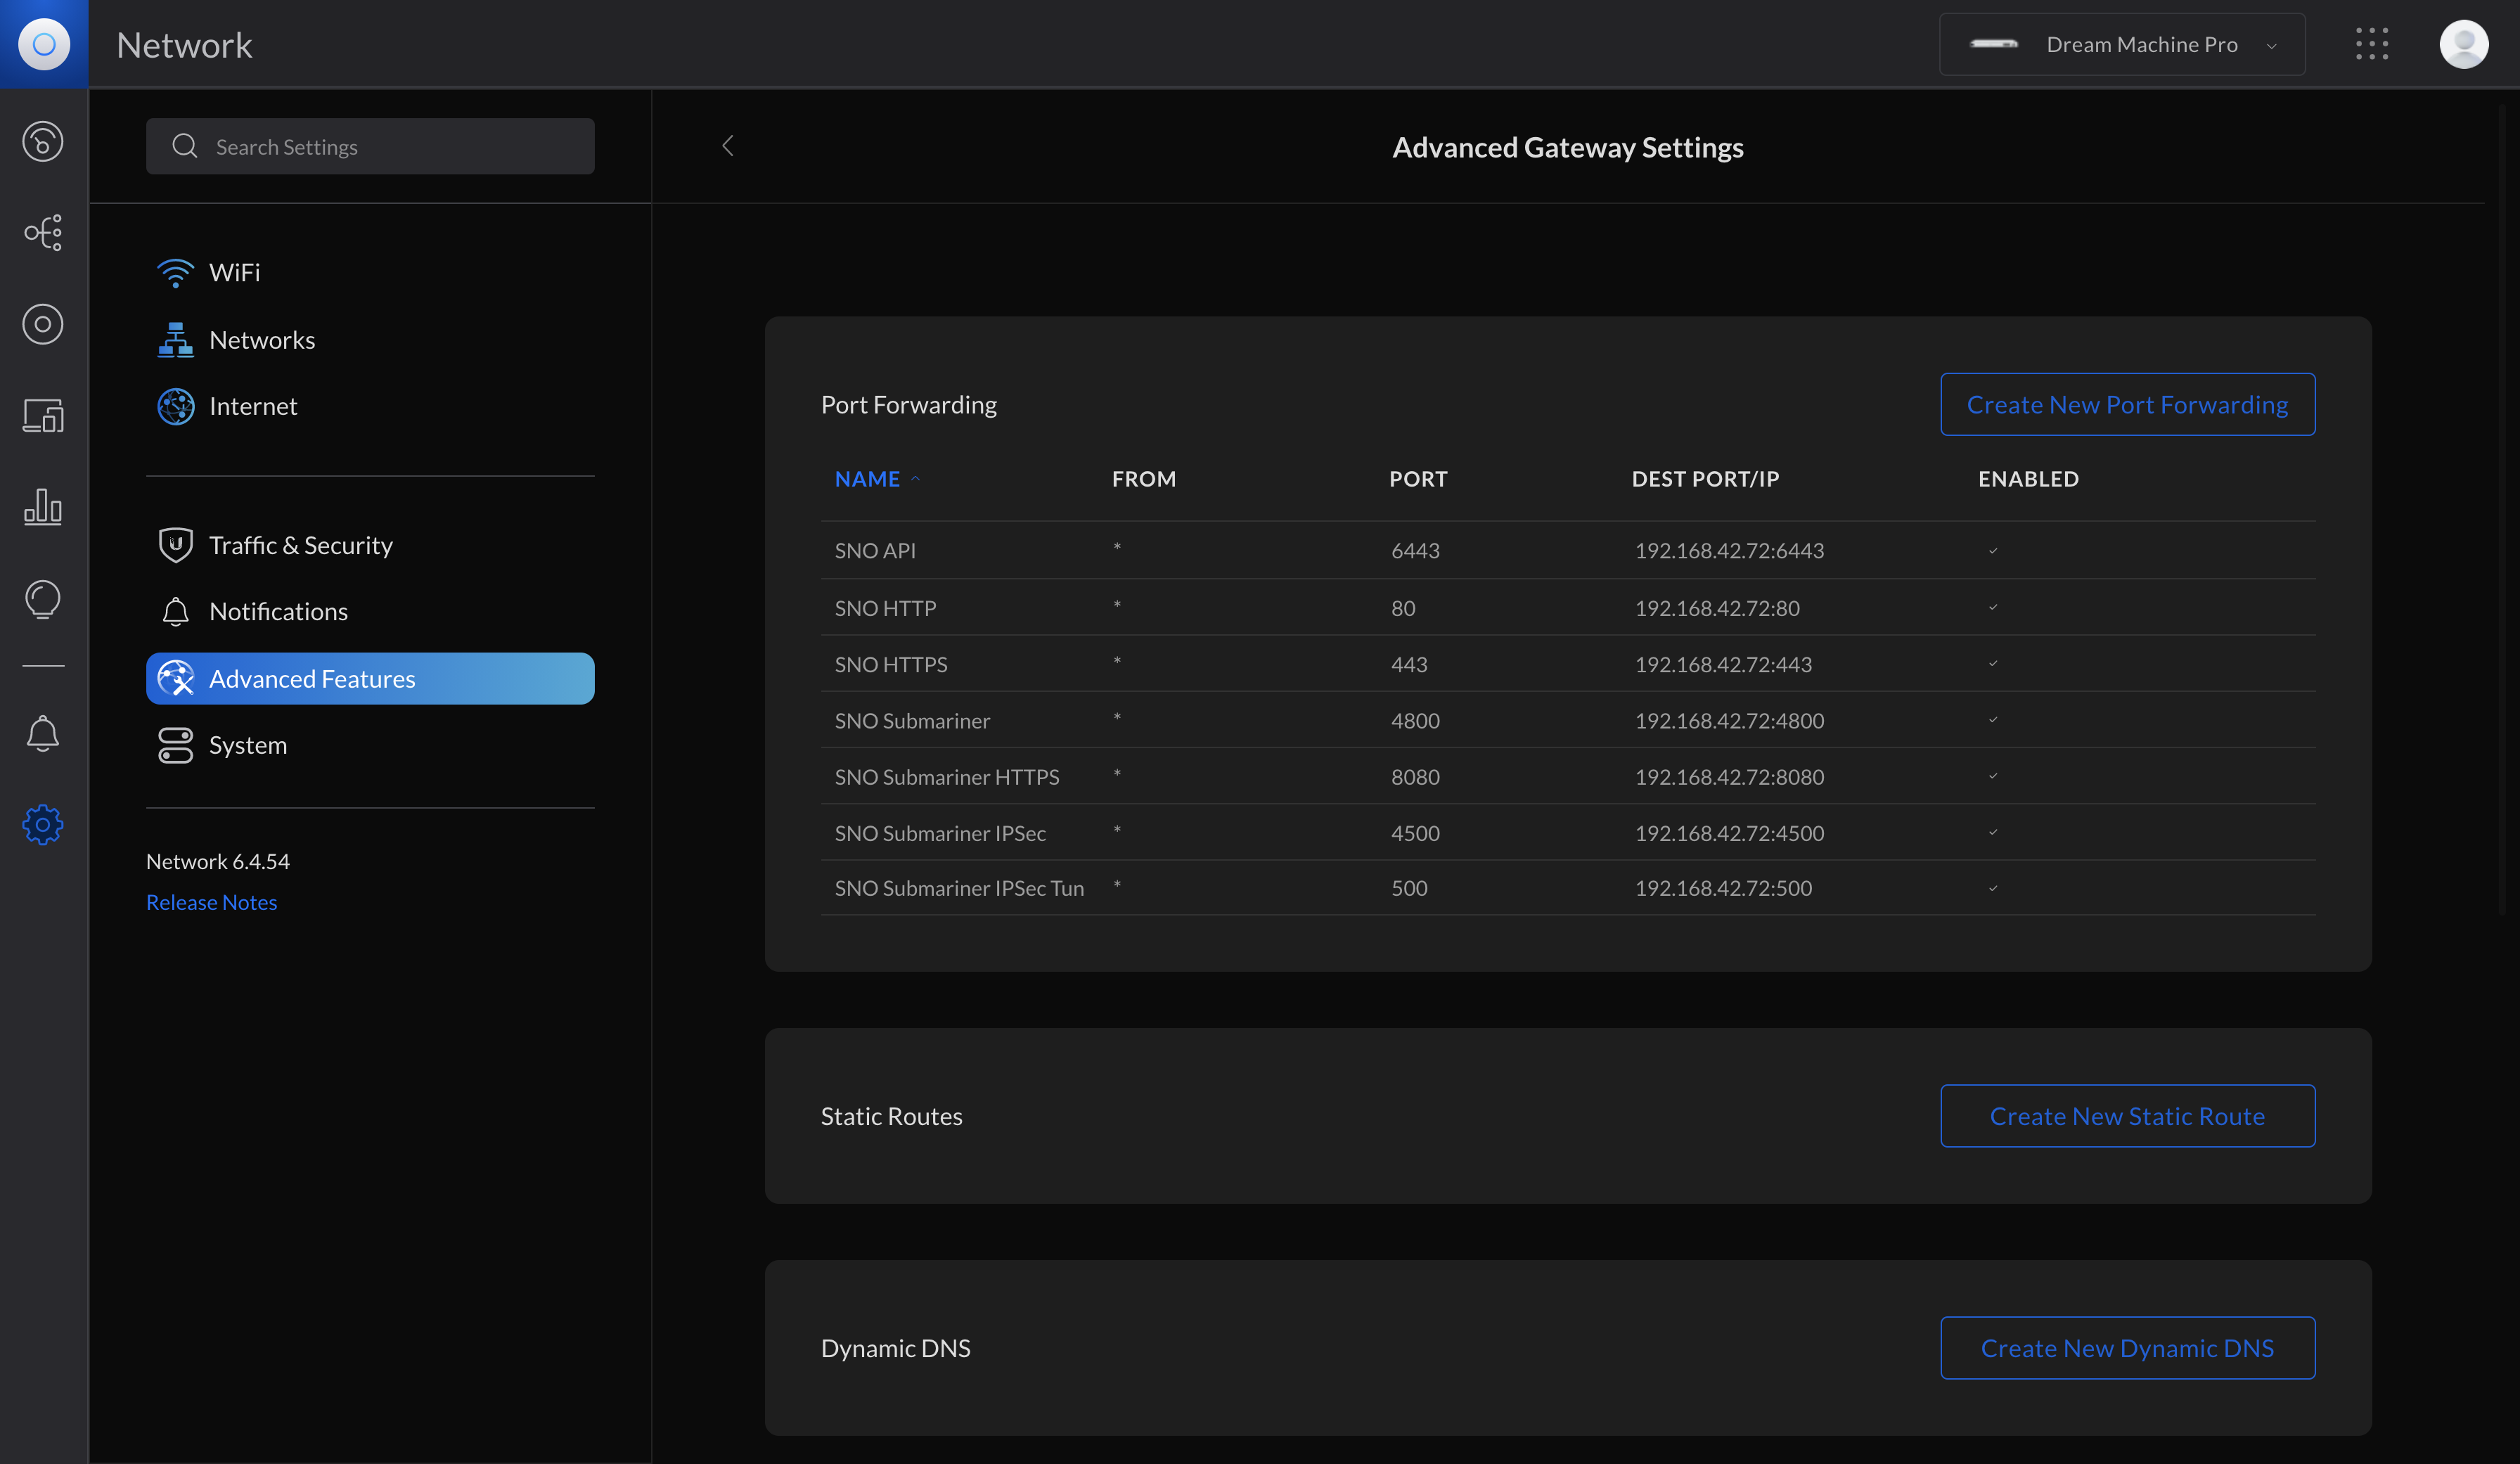 Network
Dream Machine Pro
Search Settings
Advanced Gateway Settings
WiFi
Networks
Internet
Traffic & Security
Notifications
Advanced Features
System
Network 6.4.54
Release Notes
Port Forwarding
Create New Port Forwarding
NAME FROM PORT DEST PORT/IP ENABLED
SNO API * 6443 192.168.42.72:6443
SNO HTTP * 80 192.168.42.72:80
SNO HTTPS * 443 192.168.42.72:443
SNO Submariner * 4800 192.168.42.72:4800
SNO Submariner HTTPS * 8080 192.168.42.72:8080
SNO Submariner IPSec * 4500 192.168.42.72:4500
SNO Submariner IPSec Tun * 500 192.168.42.72:500
Static Routes
Create New Static Route
Dynamic DNS
Create New Dynamic DNS